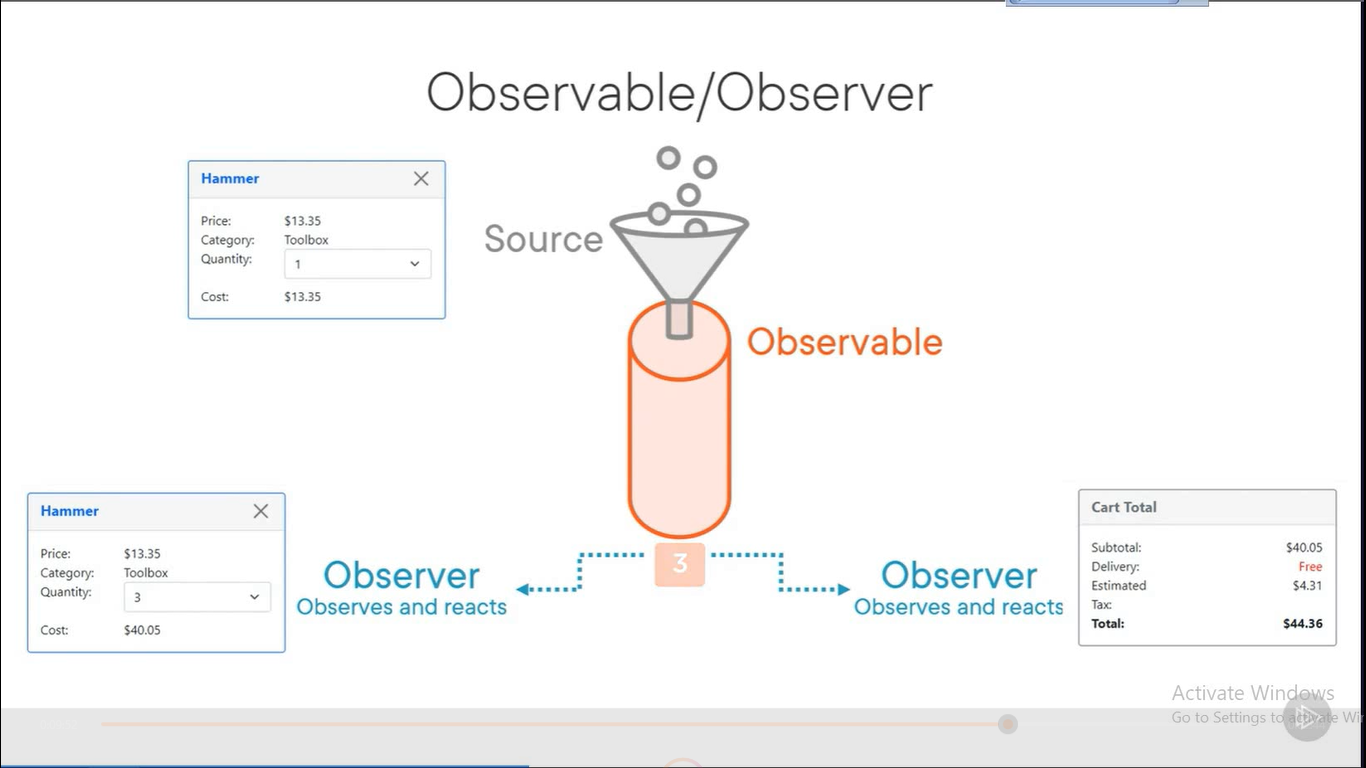 Observable/Observer
Hammer
Price: $13.35
Category: Toolbox
Quantity: 1
Cost: $13.35
Source
Observable
Hammer
Price: $13.35
Category: Toolbox
Quantity: 3
Cost: $40.05
Observer
Observes and reacts
3
Observer
Observes and reacts
Cart Total
Subtotal: $40.05
Delivery: Free
Estimated $4.31
Tax:
Total: $44.36
Activate Windows
Go to Settings to activate Wi